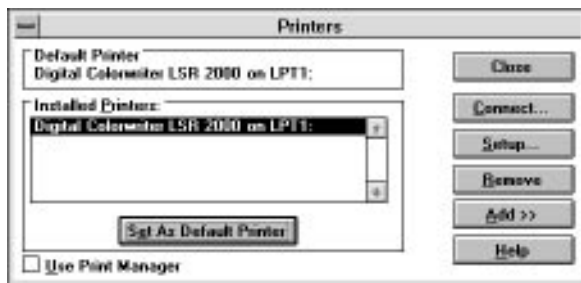 Printers
Default Printer
Digital Colorwriter LSR 2000 on LPT1:
Installed Printers:
Digital Colorwriter LSR 2000 on LPT1:
Set As Default Printer
Use Print Manager
Close
Connect...
Setup...
Remove
Add >>
Help